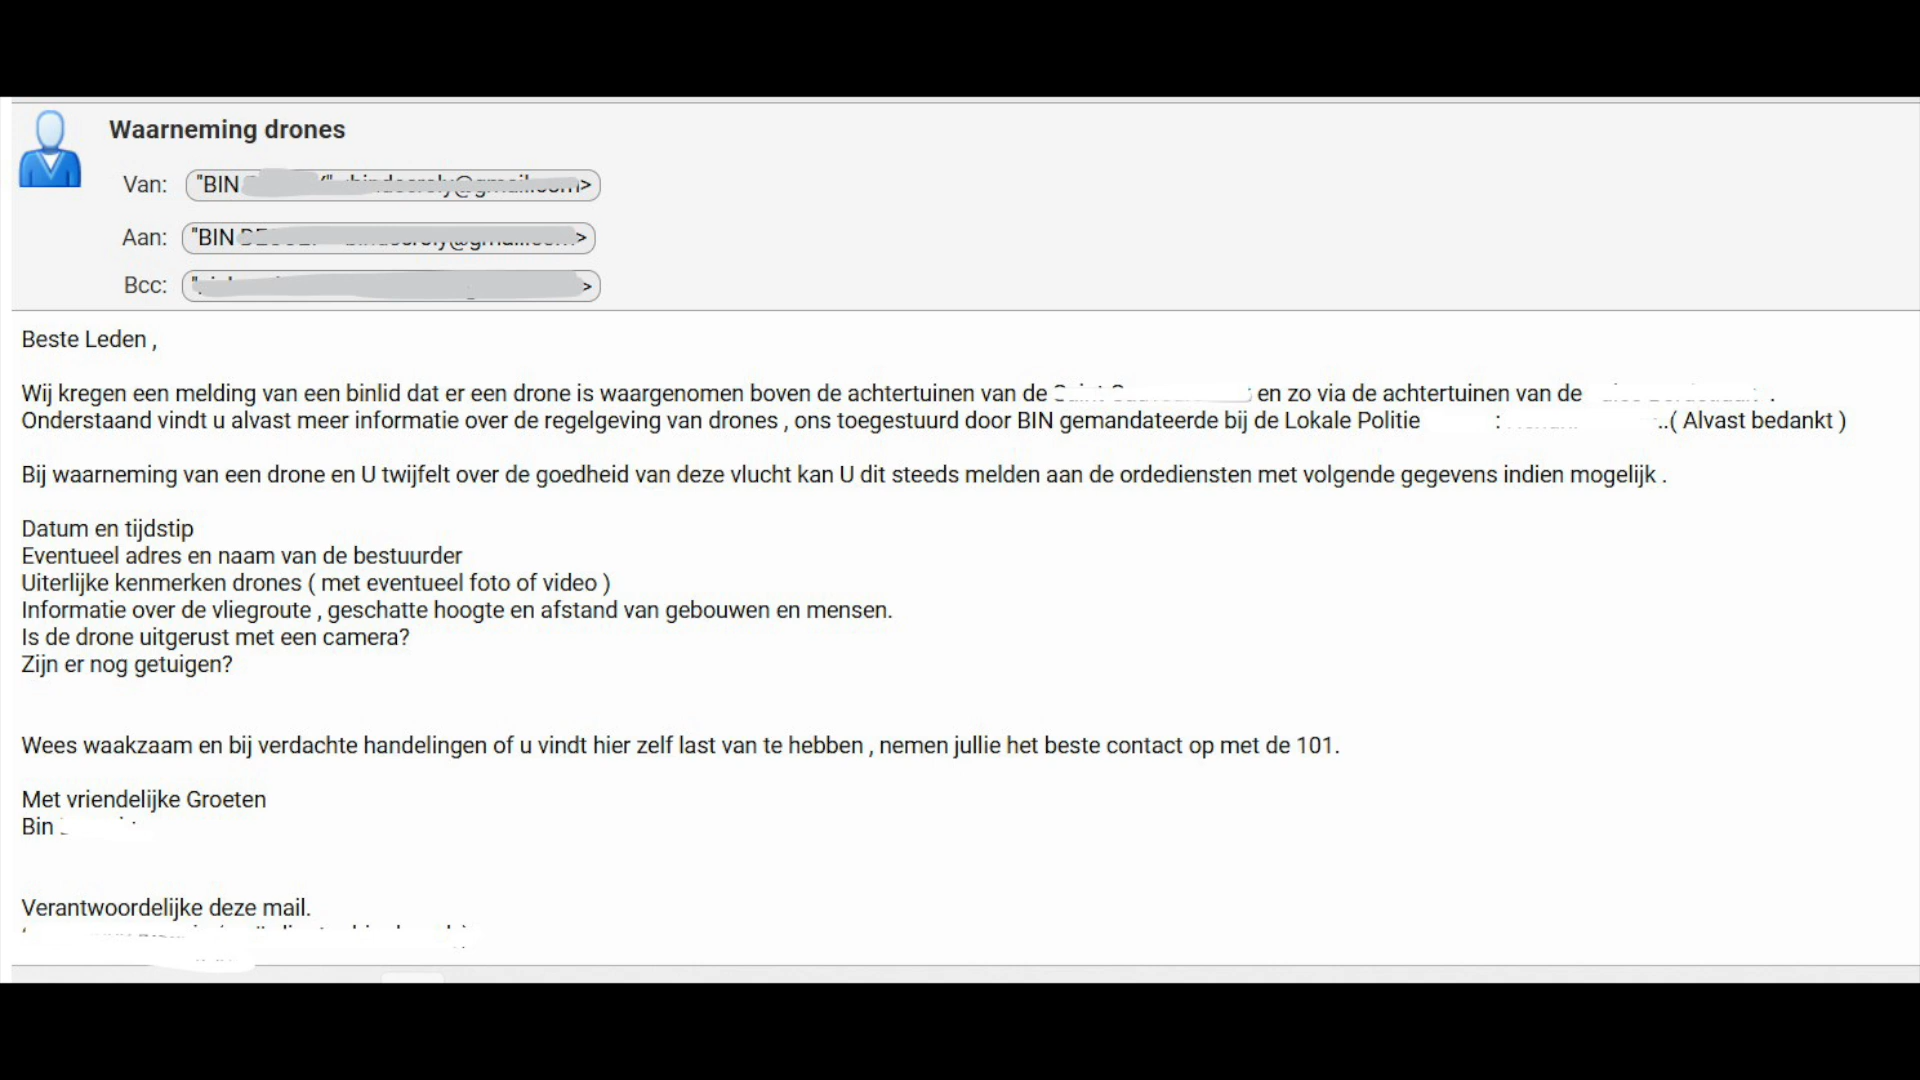 Waarneming drones
Van: "BIN >
Aan: "BIN >
Bcc: " >
Beste Leden ,
Wij kregen een melding van een binlid dat er een drone is waargenomen boven de achtertuinen van de en zo via de achtertuinen van de .
Onderstaand vindt u alvast meer informatie over de regelgeving van drones , ons toegestuurd door BIN gemandateerde bij de Lokale Politie : ..( Alvast bedankt )
Bij waarneming van een drone en U twijfelt over de goedheid van deze vlucht kan U dit steeds melden aan de ordediensten met volgende gegevens indien mogelijk .
Datum en tijdstip
Eventueel adres en naam van de bestuurder
Uiterlijke kenmerken drones ( met eventueel foto of video )
Informatie over de vliegroute , geschatte hoogte en afstand van gebouwen en mensen.
Is de drone uitgerust met een camera?
Zijn er nog getuigen?
Wees waakzaam en bij verdachte handelingen of u vindt hier zelf last van te hebben , nemen jullie het beste contact op met de 101.
Met vriendelijke Groeten
Bin
Verantwoordelijke deze mail.